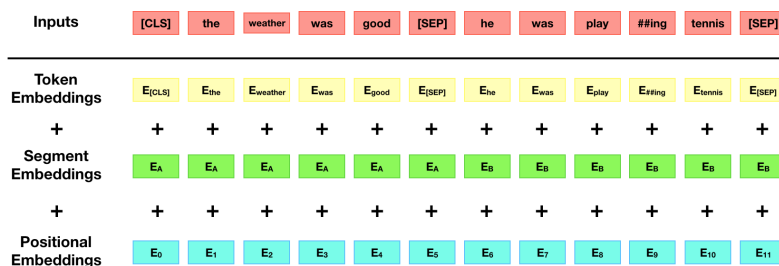 Inputs [CLS] the weather was good [SEP] he was play ##ing tennis [SEP]
Token
Embeddings E[CLS] Ethe Eweather Ewas Egood E[SEP] Ehe Ewas Eplay E##ing Etennis E[SEP]
+ + + + + + + + + + + + +
Segment
Embeddings EA EA EA EA EA EA EB EB EB EB EB EB
+ + + + + + + + + + + + +
Positional
Embeddings E0 E1 E2 E3 E4 E5 E6 E7 E8 E9 E10 E11